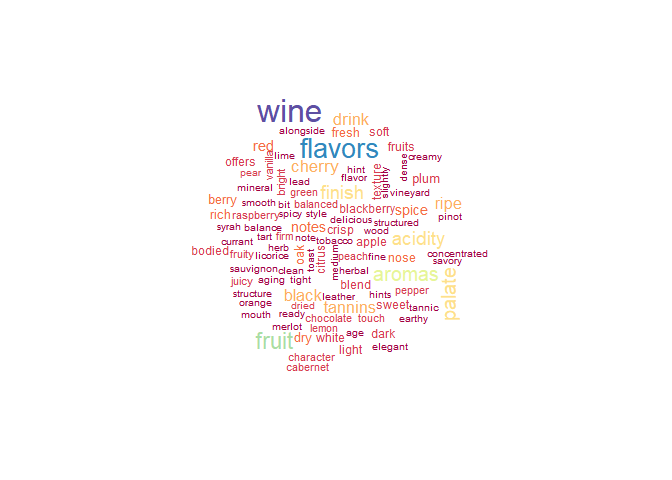 wine
drink
alongside fresh soft
red flavors fruits
offers vanilla lime cherry hint texture slightly dense creamy
pear bright lead flavor plum
mineral green finish vineyard
berry smooth bit balanced blackberry spice ripe
rich raspberry spicy style delicious pinot
syrah balance notes crisp wood structured
currant tart firm note tobacco apple acidity
bodied fruity herb oak toast medium citrus peach fine nose concentrated
licorice savory
sauvignon clean herbal aromas
juicy aging tight blend pepper palate
structure black leather hints
orange dried tannins sweet tannic
mouth ready chocolate touch earthy
merlot lemon age
fruit dry white dark
light elegant
character
cabernet